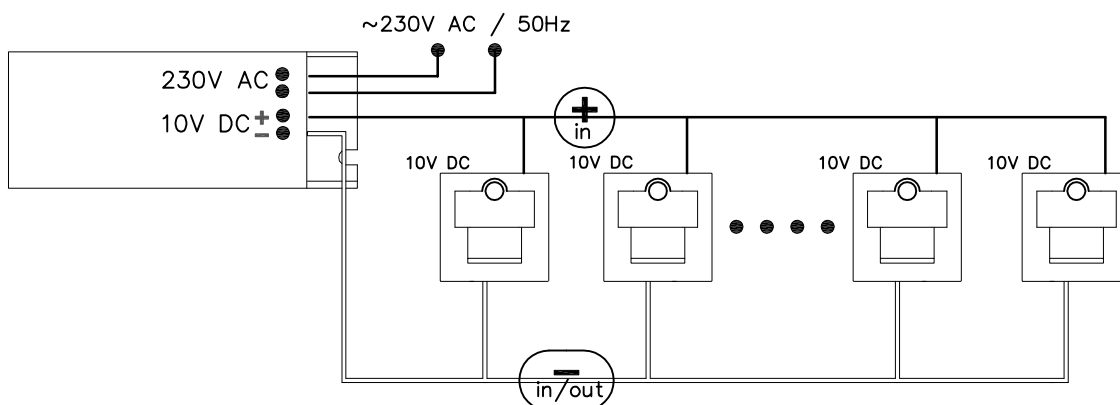 ~230V AC / 50Hz
230V AC
10V DC + -
+
in
10V DC
10V DC
10V DC
10V DC
-
in/out